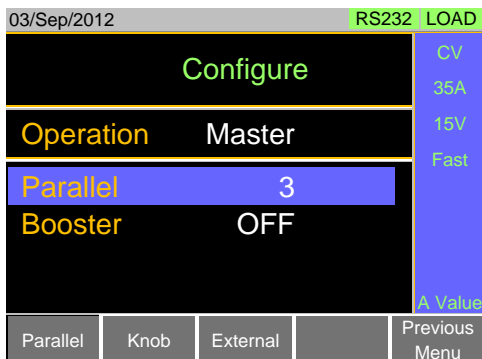 03/Sep/2012 RS232 LOAD
Configure
CV
35A
15V
Fast
Operation Master
Parallel 3
Booster OFF
A Value
Parallel Knob External Previous Menu